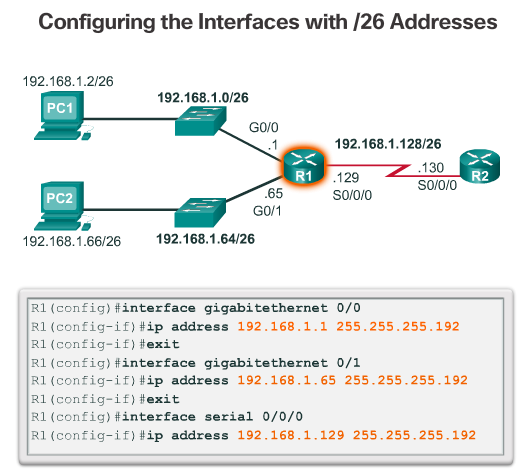 Configuring the Interfaces with /26 Addresses
192.168.1.2/26
PC1
192.168.1.0/26
G0/0
.1
192.168.1.128/26
R1
.129
S0/0/0
.130
S0/0/0
R2
PC2
192.168.1.66/26
192.168.1.64/26
.65
G0/1
R1(config)#interface gigabitethernet 0/0
R1(config-if)#ip address 192.168.1.1 255.255.255.192
R1(config-if)#exit
R1(config)#interface gigabitethernet 0/1
R1(config-if)#ip address 192.168.1.65 255.255.255.192
R1(config-if)#exit
R1(config)#interface serial 0/0/0
R1(config-if)#ip address 192.168.1.129 255.255.255.192